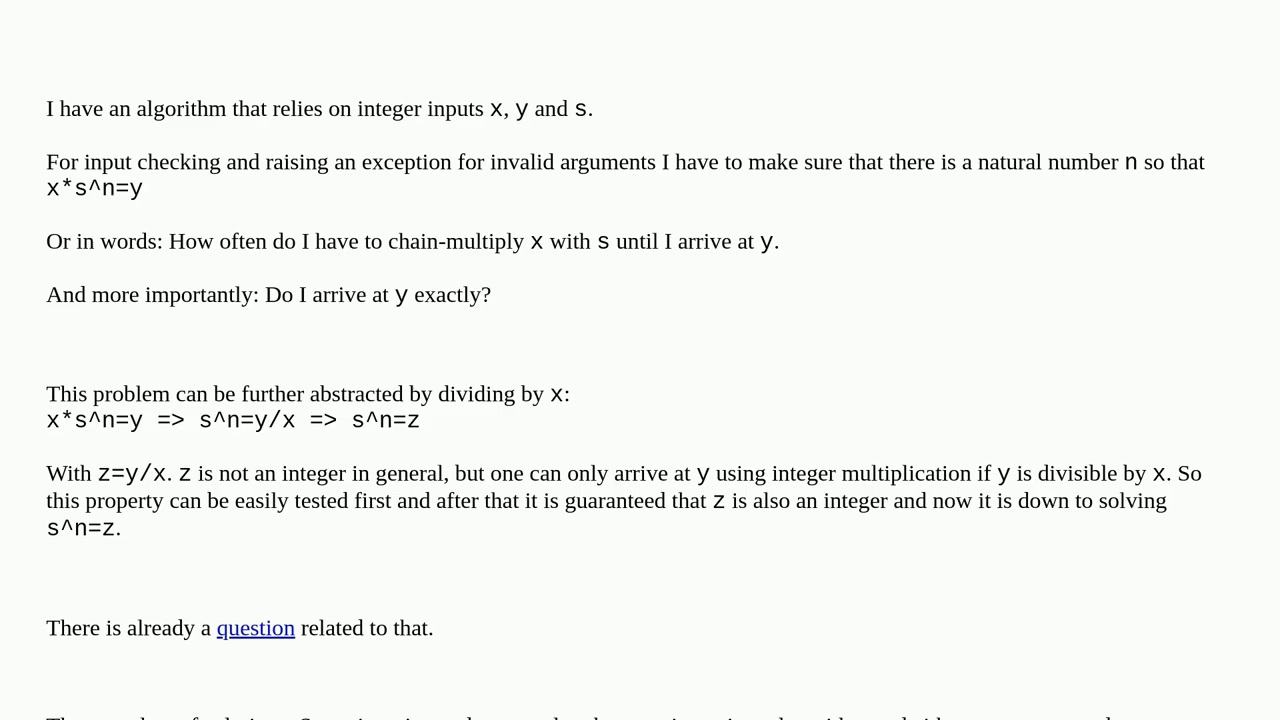 I have an algorithm that relies on integer inputs x, y and s.
For input checking and raising an exception for invalid arguments I have to make sure that there is a natural number n so that
x*s^n=y
Or in words: How often do I have to chain-multiply x with s until I arrive at y.
And more importantly: Do I arrive at y exactly?
This problem can be further abstracted by dividing by x:
x*s^n=y => s^n=y/x => s^n=z
With z=y/x. z is not an integer in general, but one can only arrive at y using integer multiplication if y is divisible by x. So
this property can be easily tested first and after that it is guaranteed that z is also an integer and now it is down to solving
s^n=z.
There is already a question related to that.